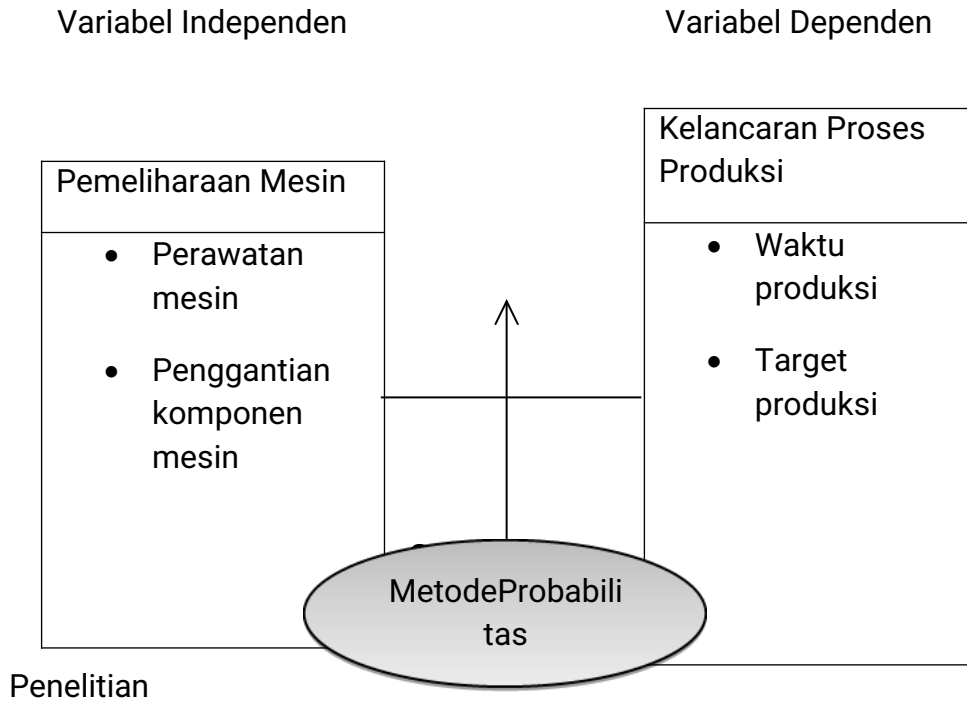 Variabel Independen
Variabel Dependen
Pemeliharaan Mesin
• Perawatan
mesin
• Penggantian
komponen
mesin
Kelancaran Proses
Produksi
• Waktu
produksi
• Target
produksi
MetodeProbabili
tas
Penelitian